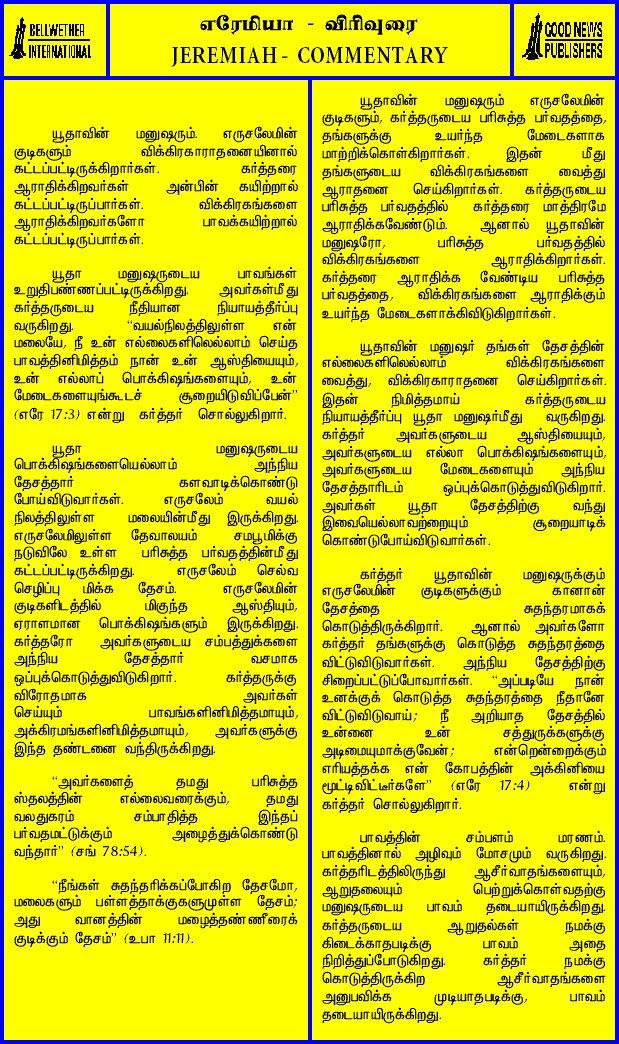 BELLWETHER
INTERNATIONAL
எரேமியா - விரிவுரை
JEREMIAH - COMMENTARY
GOOD NEWS
PUBLISHERS
யூதாவின் மனுஷரும். எருசலேமின்
குடிகளும் விக்கிரகாராதனையினால்
கட்டப்பட்டிருக்கிறார்கள். கர்த்தரை
ஆராதிக்கிறவர்கள் அன்பின் கயிற்றால்
கட்டப்பட்டிருப்பார்கள். விக்கிரகங்களை
ஆராதிக்கிறவர்களோ பாவக்கயிற்றால்
கட்டப்பட்டிருப்பார்கள்.
யூதா மனுஷருடைய பாவங்கள்
உறுதிபண்ணப்பட்டிருக்கிறது. அவர்கள்மீது
கர்த்தருடைய நீதியான நியாயத்தீர்ப்பு
வருகிறது. “வயல்நிலத்திலுள்ள என்
மலையே, நீ உன் எல்லைகளிலெல்லாம் செய்த
பாவத்தினிமித்தம் நான் உன் ஆஸ்தியையும்,
உன் எல்லாப் பொக்கிஷங்களையும், உன்
மேடைகளையுங்கூடச் சூறையிடுவிப்பேன்”
(எரே 17:3) என்று கர்த்தர் சொல்லுகிறார்.
யூதா மனுஷருடைய
பொக்கிஷங்களையெல்லாம் அந்நிய
தேசத்தார் களவாடிக்கொண்டு
போய்விடுவார்கள். எருசலேம் வயல்
நிலத்திலுள்ள மலையின்மீது இருக்கிறது.
எருசலேமிலுள்ள தேவாலயம் சமபூமிக்கு
நடுவிலே உள்ள பரிசுத்த பர்வதத்தின்மீது
கட்டப்பட்டிருக்கிறது. எருசலேம் செல்வ
செழிப்பு மிக்க தேசம். எருசலேமின்
குடிகளிடத்தில் மிகுந்த ஆஸ்தியும்,
ஏராளமான பொக்கிஷங்களும் இருக்கிறது.
கர்த்தரோ அவர்களுடைய சம்பத்துக்களை
அந்நிய தேசத்தார் வசமாக
ஒப்புக்கொடுத்துவிடுகிறார். கர்த்தருக்கு
விரோதமாக அவர்கள்
செய்யும் பாவங்களினிமித்தமாயும்,
அக்கிரமங்களினிமித்தமாயும், அவர்களுக்கு
இந்த தண்டனை வந்திருக்கிறது.
“அவர்களைத் தமது பரிசுத்த
ஸ்தலத்தின் எல்லைவரைக்கும், தமது
வலதுகரம் சம்பாதித்த இந்தப்
பர்வதமட்டுக்கும் அழைத்துக்கொண்டு
வந்தார்” (சங் 78:54).
“நீங்கள் சுதந்தரிக்கப்போகிற தேசமோ,
மலைகளும் பள்ளத்தாக்குகளுமுள்ள தேசம்;
அது வானத்தின் மழைத்தண்ணீரைக்
குடிக்கும் தேசம்” (உபா 11:11).
யூதாவின் மனுஷரும் எருசலேமின்
குடிகளும், கர்த்தருடைய பரிசுத்த பர்வதத்தை,
தங்களுக்கு உயர்ந்த மேடைகளாக
மாற்றிக்கொள்கிறார்கள். இதன் மீது
தங்களுடைய விக்கிரகங்களை வைத்து
ஆராதனை செய்கிறார்கள். கர்த்தருடைய
பரிசுத்த பர்வதத்தில் கர்த்தரை மாத்திரமே
ஆராதிக்கவேண்டும். ஆனால் யூதாவின்
மனுஷரோ, பரிசுத்த பர்வதத்தில்
விக்கிரகங்களை ஆராதிக்கிறார்கள்.
கர்த்தரை ஆராதிக்க வேண்டிய பரிசுத்த
பர்வதத்தை, விக்கிரகங்களை ஆராதிக்கும்
உயர்ந்த மேடைகளாக்கிவிடுகிறார்கள்.
யூதாவின் மனுஷர் தங்கள் தேசத்தின்
எல்லைகளிலெல்லாம் விக்கிரகங்களை
வைத்து, விக்கிரகாராதனை செய்கிறார்கள்.
இதன் நிமித்தமாய் கர்த்தருடைய
நியாயத்தீர்ப்பு யூதா மனுஷர்மீது வருகிறது.
கர்த்தர் அவர்களுடைய ஆஸ்தியையும்,
அவர்களுடைய எல்லா பொக்கிஷங்களையும்,
அவர்களுடைய மேடைகளையும் அந்நிய
தேசத்தாரிடம் ஒப்புக்கொடுத்துவிடுகிறார்.
அவர்கள் யூதா தேசத்திற்கு வந்து
இவையெல்லாவற்றையும் சூறையாடிக்
கொண்டுபோய்விடுவார்கள்.
கர்த்தர் யூதாவின் மனுஷருக்கும்
எருசலேமின் குடிகளுக்கும் கானான்
தேசத்தை சுதந்தரமாகக்
கொடுத்திருக்கிறார். ஆனால் அவர்களோ
கர்த்தர் தங்களுக்கு கொடுத்த சுதந்தரத்தை
விட்டுவிடுவார்கள். அந்நிய தேசத்திற்கு
சிறைப்பட்டுப்போவார்கள். “அப்படியே நான்
உனக்குக் கொடுத்த சுதந்தரத்தை நீதானே
விட்டுவிடுவாய்; நீ அறியாத தேசத்தில்
உன்னை உன் சத்துருக்களுக்கு
அடிமையுமாக்குவேன்; என்றென்றைக்கும்
எரியத்தக்க என் கோபத்தின் அக்கினியை
மூட்டிவிட்டீர்களே” (எரே 17:4) என்று
கர்த்தர் சொல்லுகிறார்.
பாவத்தின் சம்பளம் மரணம்.
பாவத்தினால் அழிவும் மோசமும் வருகிறது.
கர்த்தரிடத்திலிருந்து ஆசீர்வாதங்களையும்,
ஆறுதலையும் பெற்றுக்கொள்வதற்கு
மனுஷருடைய பாவம் தடையாயிருக்கிறது.
கர்த்தருடைய ஆறுதல்கள் நமக்கு
கிடைக்காதபடிக்கு பாவம் அதை
நிறித்துப்போடுகிறது. கர்த்தர் நமக்கு
கொடுத்திருக்கிற ஆசீர்வாதங்களை
அனுபவிக்க முடியாதபடிக்கு, பாவம்
தடையாயிருக்கிறது.